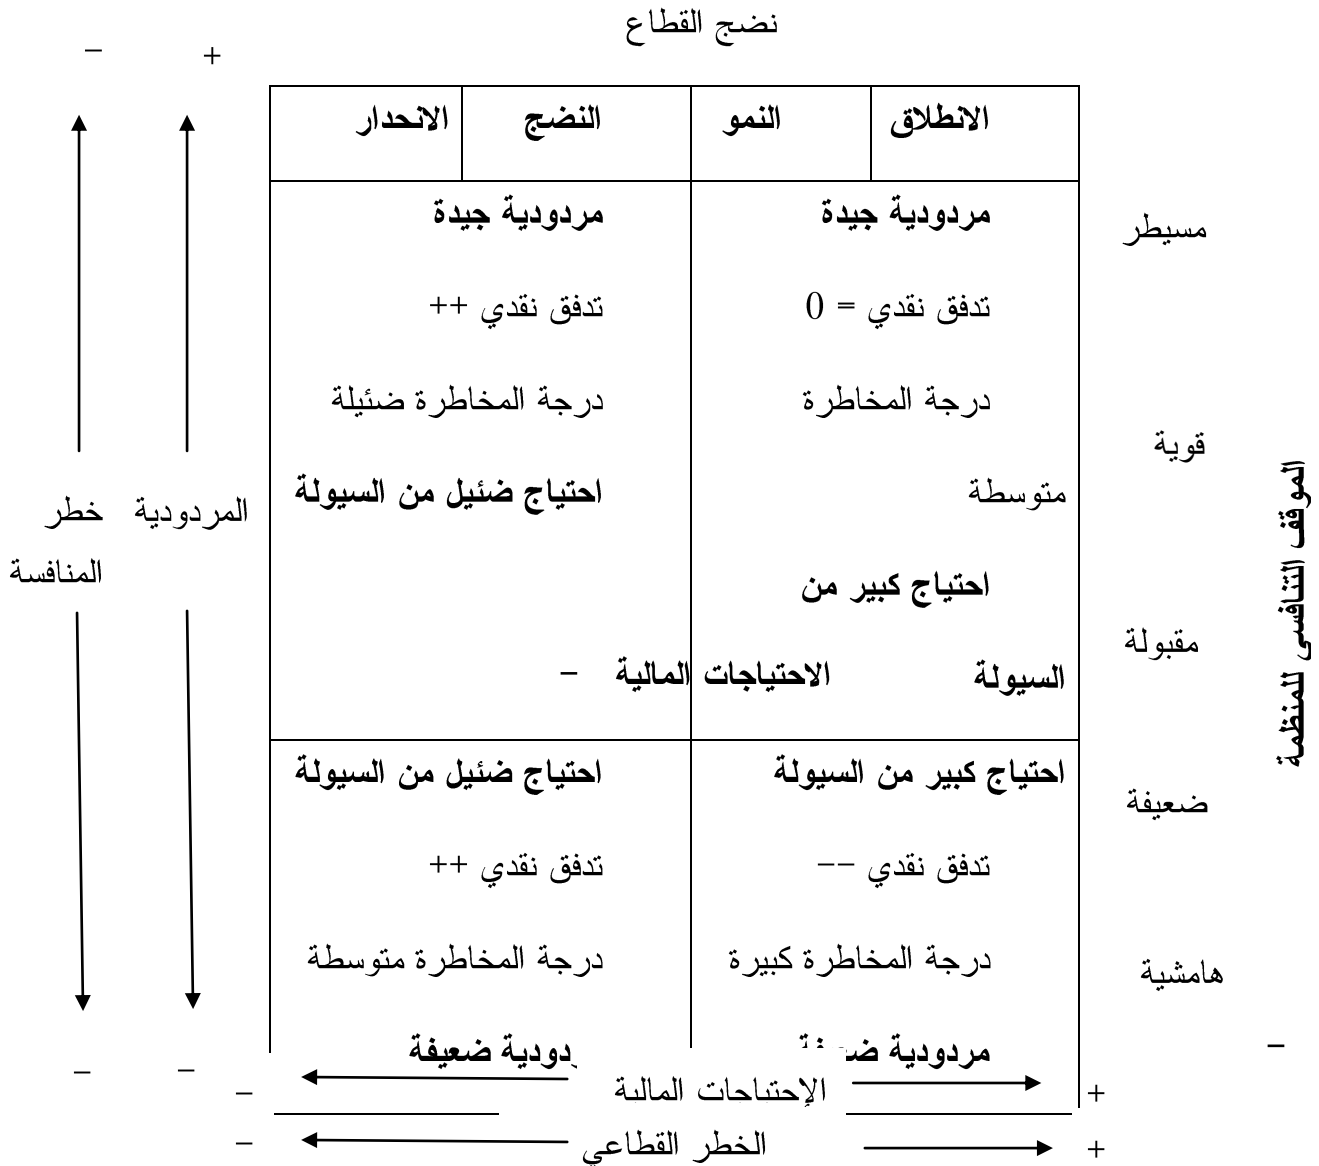 نضج القطاع
– +
الانطلاق النمو النضج الانحدار
مسيطر
مردودية جيدة
مردودية جيدة
تدفق نقدي = 0
تدفق نقدي ++
درجة المخاطرة
درجة المخاطرة ضئيلة
قوية
متوسطة
احتياج ضئيل من السيولة
الموقف التنافسى للمنظمة
المردودية
خطر
المنافسة
احتياج كبير من
مقبولة
السيولة
الاحتياجات المالية –
احتياج كبير من السيولة
احتياج ضئيل من السيولة
ضعيفة
تدفق نقدي --
تدفق نقدي ++
درجة المخاطرة كبيرة
درجة المخاطرة متوسطة
هامشية
مردودية
ضعيفة
–
– –
+ الإحتياجات المالية –
+ الخطر القطاعي –